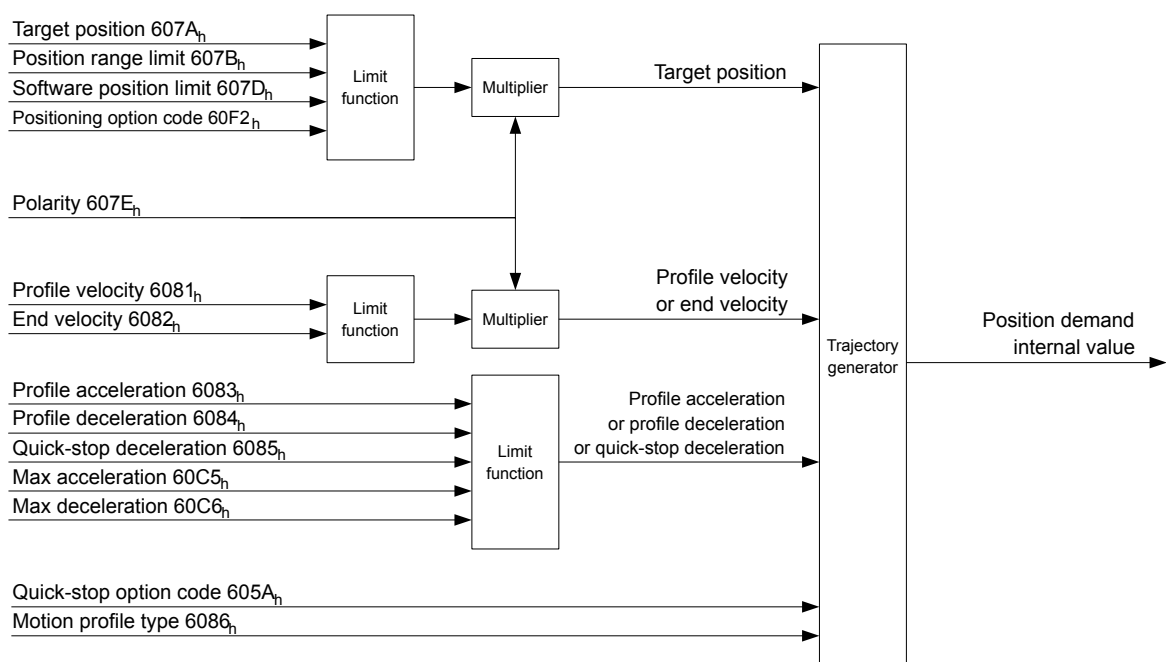 Target position 607Ah
Position range limit 607Bh
Software position limit 607Dh
Positioning option code 60F2h
Limit
function
Multiplier
Target position
Polarity 607Eh
Profile velocity 6081h
End velocity 6082h
Limit
function
Multiplier
Profile velocity
or end velocity
Trajectory
generator
Position demand
internal value
Profile acceleration 6083h
Profile deceleration 6084h
Quick-stop deceleration 6085h
Max acceleration 60C5h
Max deceleration 60C6h
Limit
function
Profile acceleration
or profile deceleration
or quick-stop deceleration
Quick-stop option code 605Ah
Motion profile type 6086h